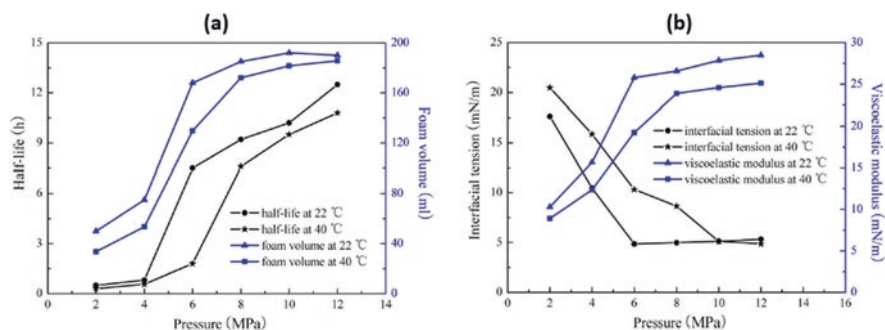 (a)
15
12
9
6
3
0
Half-life (h)
200
160
120
80
40
0
Foam volume (ml)
half-life at 22 ℃
half-life at 40 ℃
foam volume at 22 ℃
foam volume at 40 ℃
0 2 4 6 8 10 12 14
Pressure (MPa)
(b)
25
20
15
10
5
0
Interfacial tension (mN/m)
30
25
20
15
10
5
0
Viscoelastic modulus (mN/m)
interfacial tension at 22 ℃
interfacial tension at 40 ℃
viscoelastic modulus at 22 ℃
viscoelastic modulus at 40 ℃
0 2 4 6 8 10 12 14 16
Pressure (MPa)